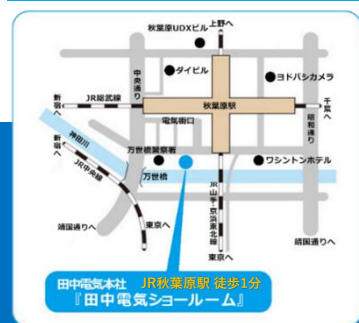 上野へ
秋葉原UDXビル
ダイビル
ヨドバシカメラ
中央通り
新宿へ
JR総武線
秋葉原駅
千葉へ
電気街口
昭和通り
神田川
新宿へ
万世橋警察署
ワシントンホテル
JR中央線
万世橋
JR山手・京浜東北線
靖国通りへ
東京へ
東京へ
靖国通りへ
田中電気本社 JR秋葉原駅 徒歩1分
『田中電気ショールーム』